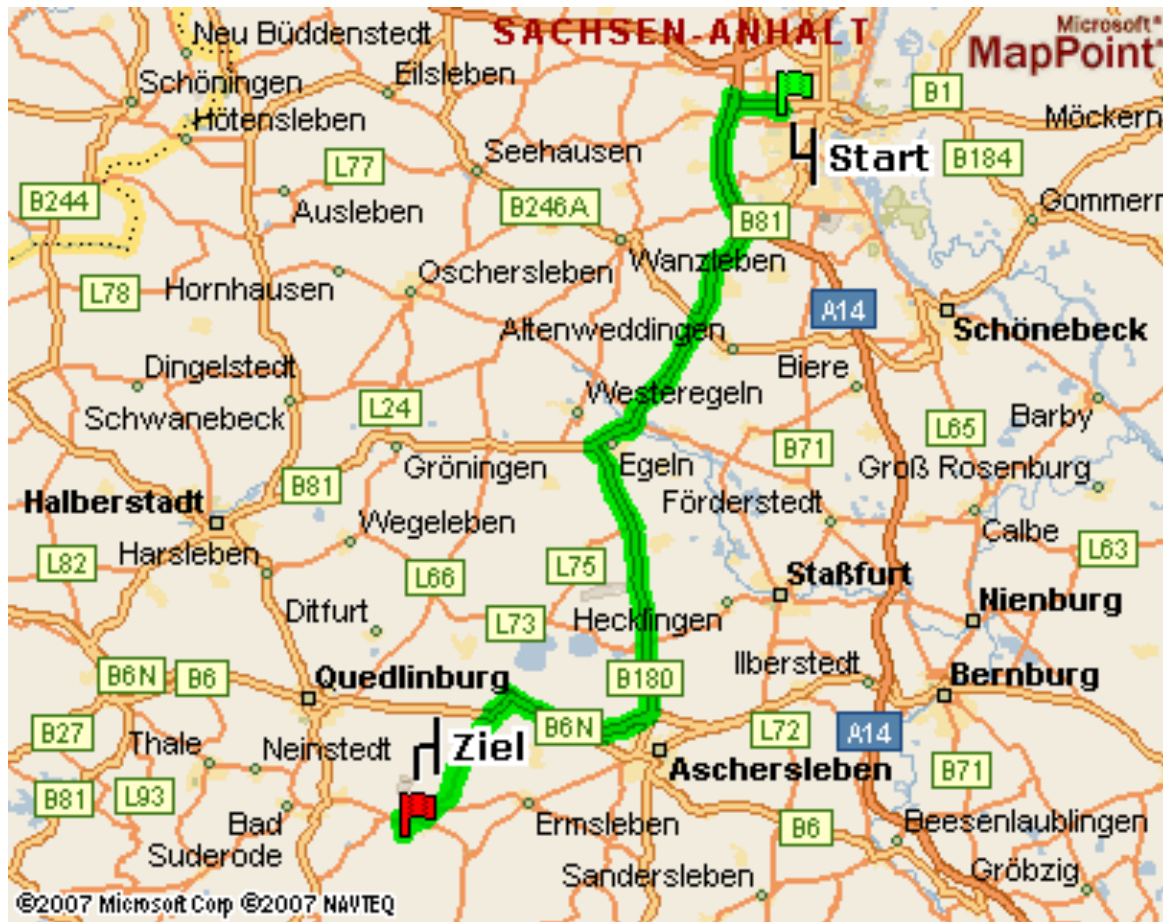 Neu Büddenstedt
SACHSEN-ANHALT
Microsoft®
MapPoint®
Schöningen
Eilsleben
B1
Hötensleben
Möckern
Seehausen
Start
B184
L77
B244
Ausleben
B246A
Gommern
B81
Wanzleben
Oschersleben
L78
Hornhausen
A14
Altenweddingen
Schönebeck
Dingelstedt
Biere
Westeregeln
Schwanebeck
L24
Barby
L65
B71
Gröningen
Egeln
Groß Rosenburg
B81
Halberstadt
Förderstedt
Wegeleben
Calbe
Harsleben
L63
L82
L66
L75
Staßfurt
Nienburg
Ditfurt
L73
Hecklingen
Ilberstedt
B6N
B6
Quedlinburg
B180
Bernburg
B27
B6N
L72
A14
Thale
Neinstedt
Ziel
Aschersleben
B71
B81
L93
Bad
Suderode
Ermsleben
B6
Beesenlaublingen
Sandersleben
Gröbzig
©2007 Microsoft Corp ©2007 NAVTEQ